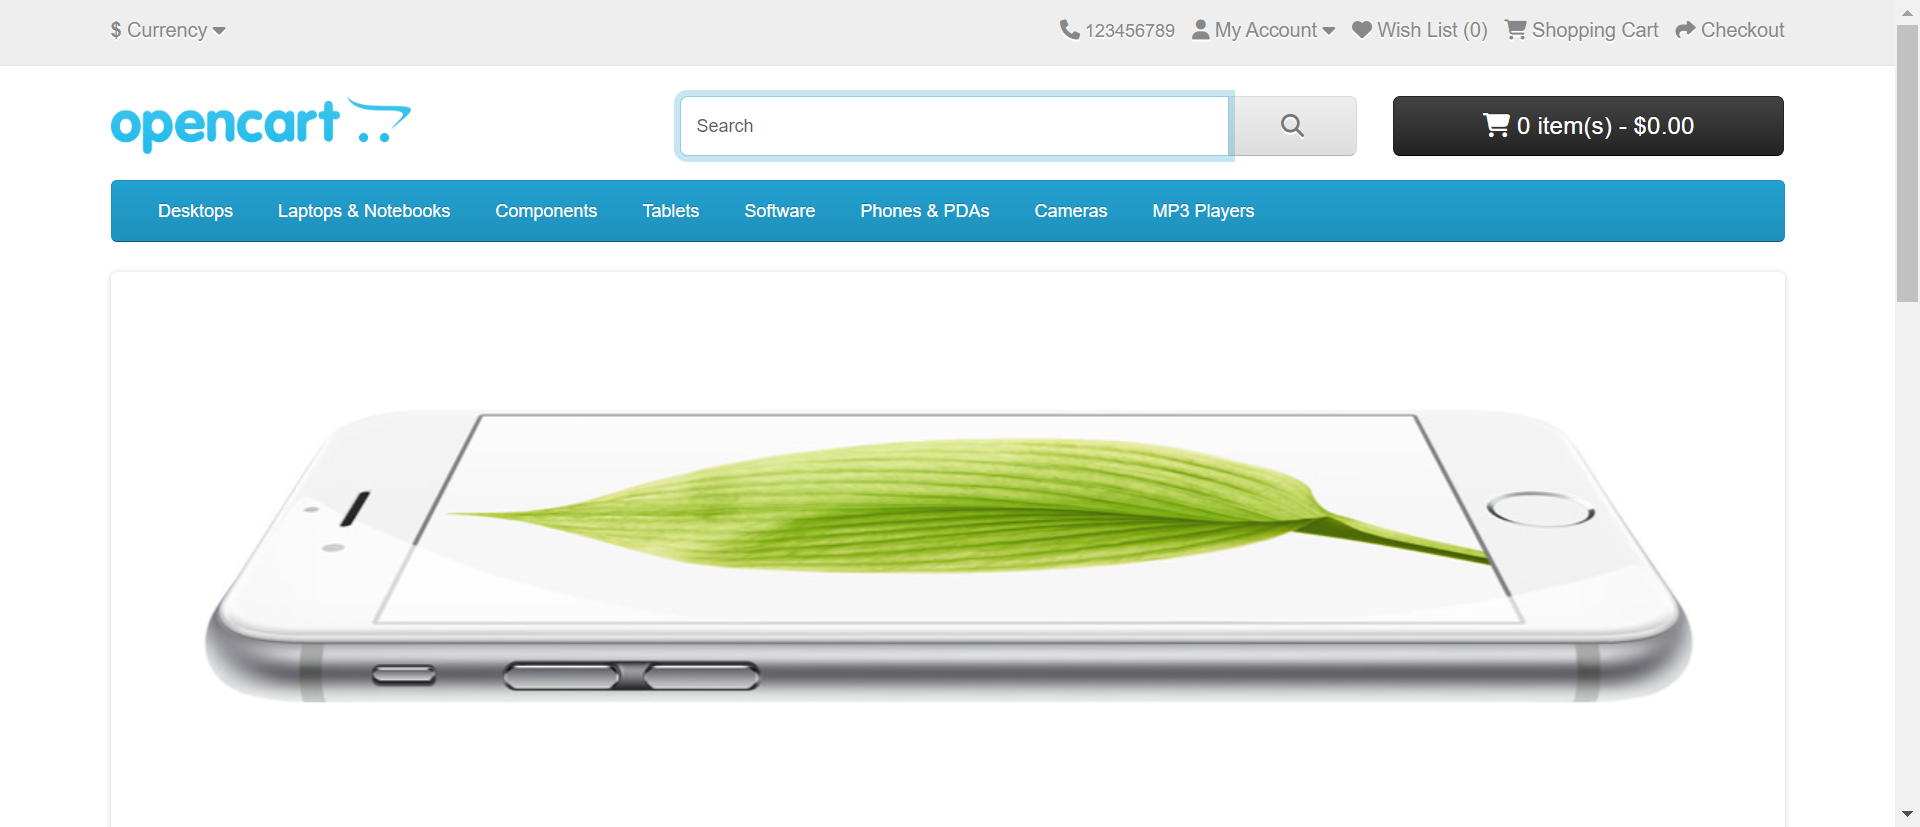 $ Currency 123456789 My Account Wish List (0) Shopping Cart Checkout
opencart Search 0 item(s) - $0.00
Desktops Laptops & Notebooks Components Tablets Software Phones & PDAs Cameras MP3 Players